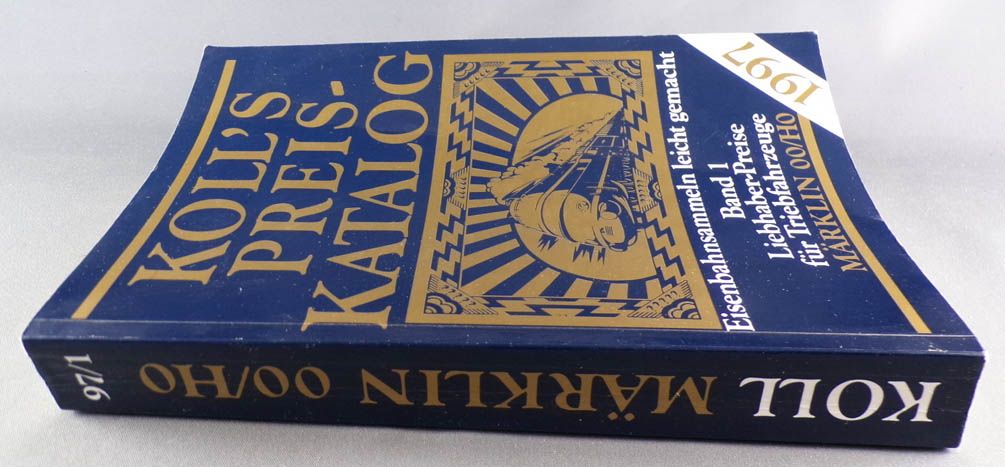 KOLL'S
PREIS-
KATALOG
1997
Eisenbahnsammeln leicht gemacht
Band 1
Liebhaber-Preise
für Triebfahrzeuge
MÄRKLIN 00/H0
KOLL MÄRKLIN 00/H0 97/1